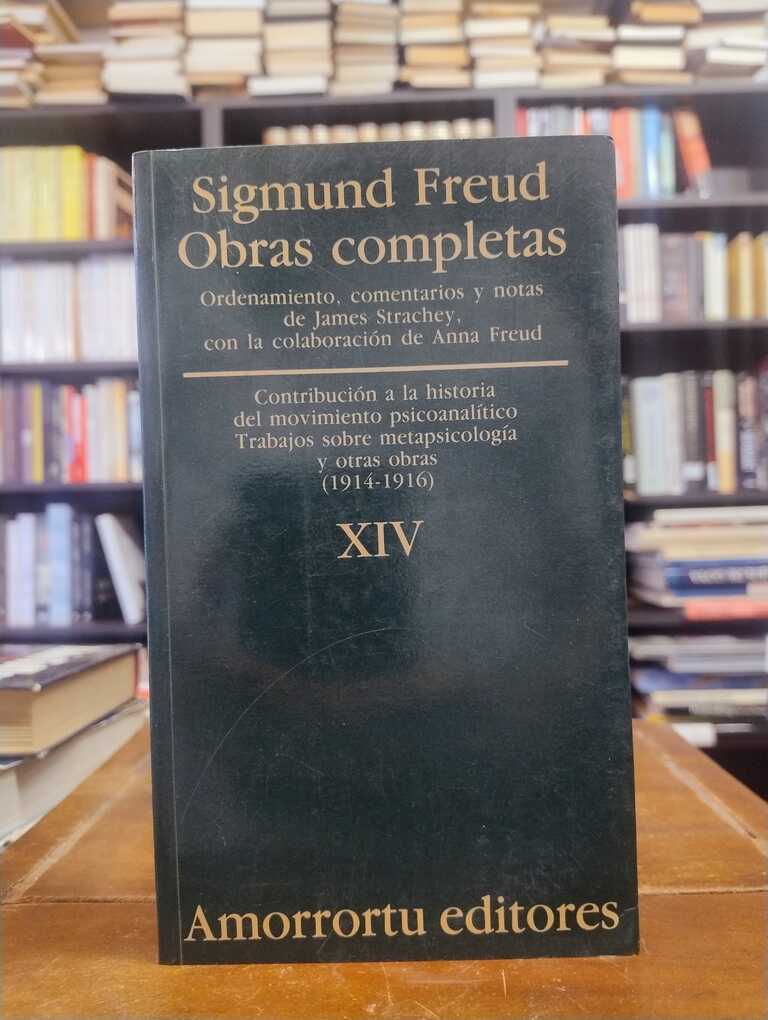 Sigmund Freud
Obras completas
Ordenamiento, comentarios y notas
de James Strachey,
con la colaboración de Anna Freud
Contribución a la historia
del movimiento psicoanalítico
Trabajos sobre metapsicología
y otras obras
(1914-1916)
XIV
Amorrortu editores